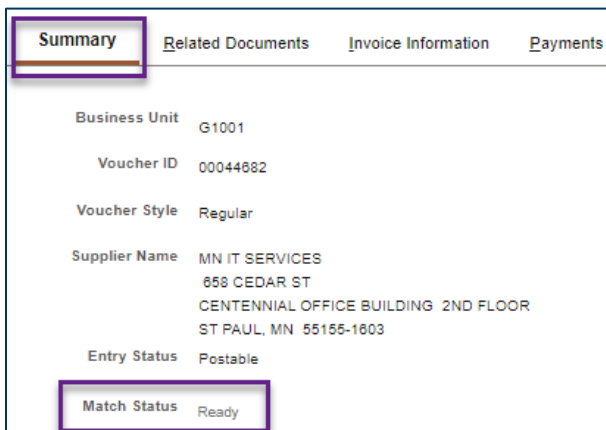 Summary Related Documents Invoice Information Payments
Business Unit G1001
Voucher ID 00044682
Voucher Style Regular
Supplier Name MN IT SERVICES
658 CEDAR ST
CENTENNIAL OFFICE BUILDING 2ND FLOOR
ST PAUL, MN 55155-1603
Entry Status Postable
Match Status Ready